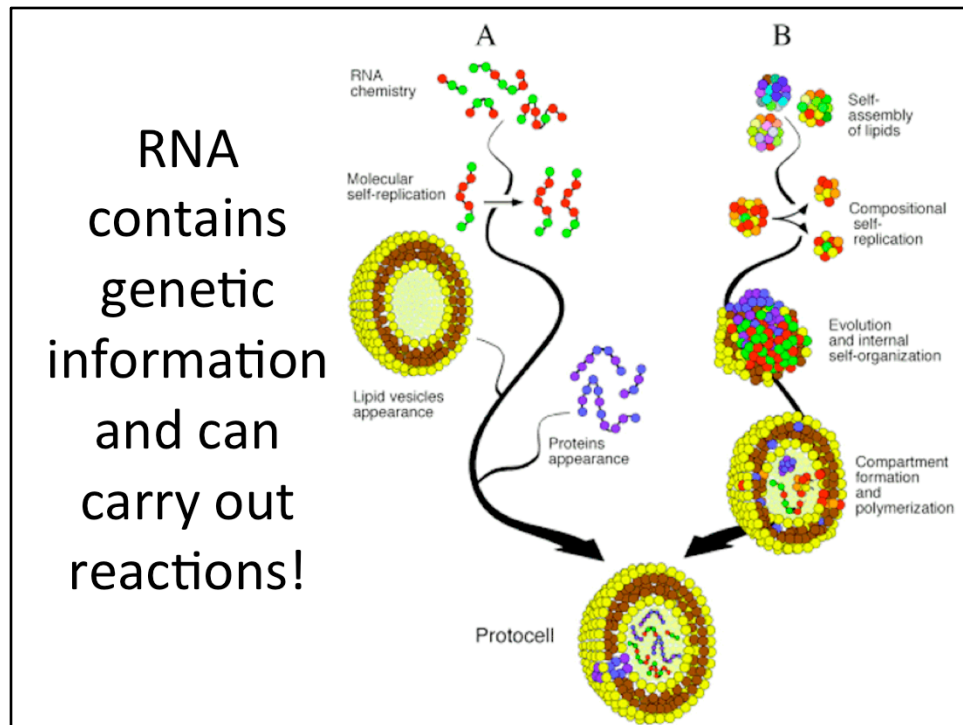 RNA
contains
genetic
information
and can
carry out
reactions!
A
RNA
chemistry
Molecular
self-replication
Lipid vesicles
appearance
Proteins
appearance
B
Self-
assembly
of lipids
Compositional
self-
replication
Evolution
and internal
self-organization
Compartment
formation
and
polymerization
Protocell